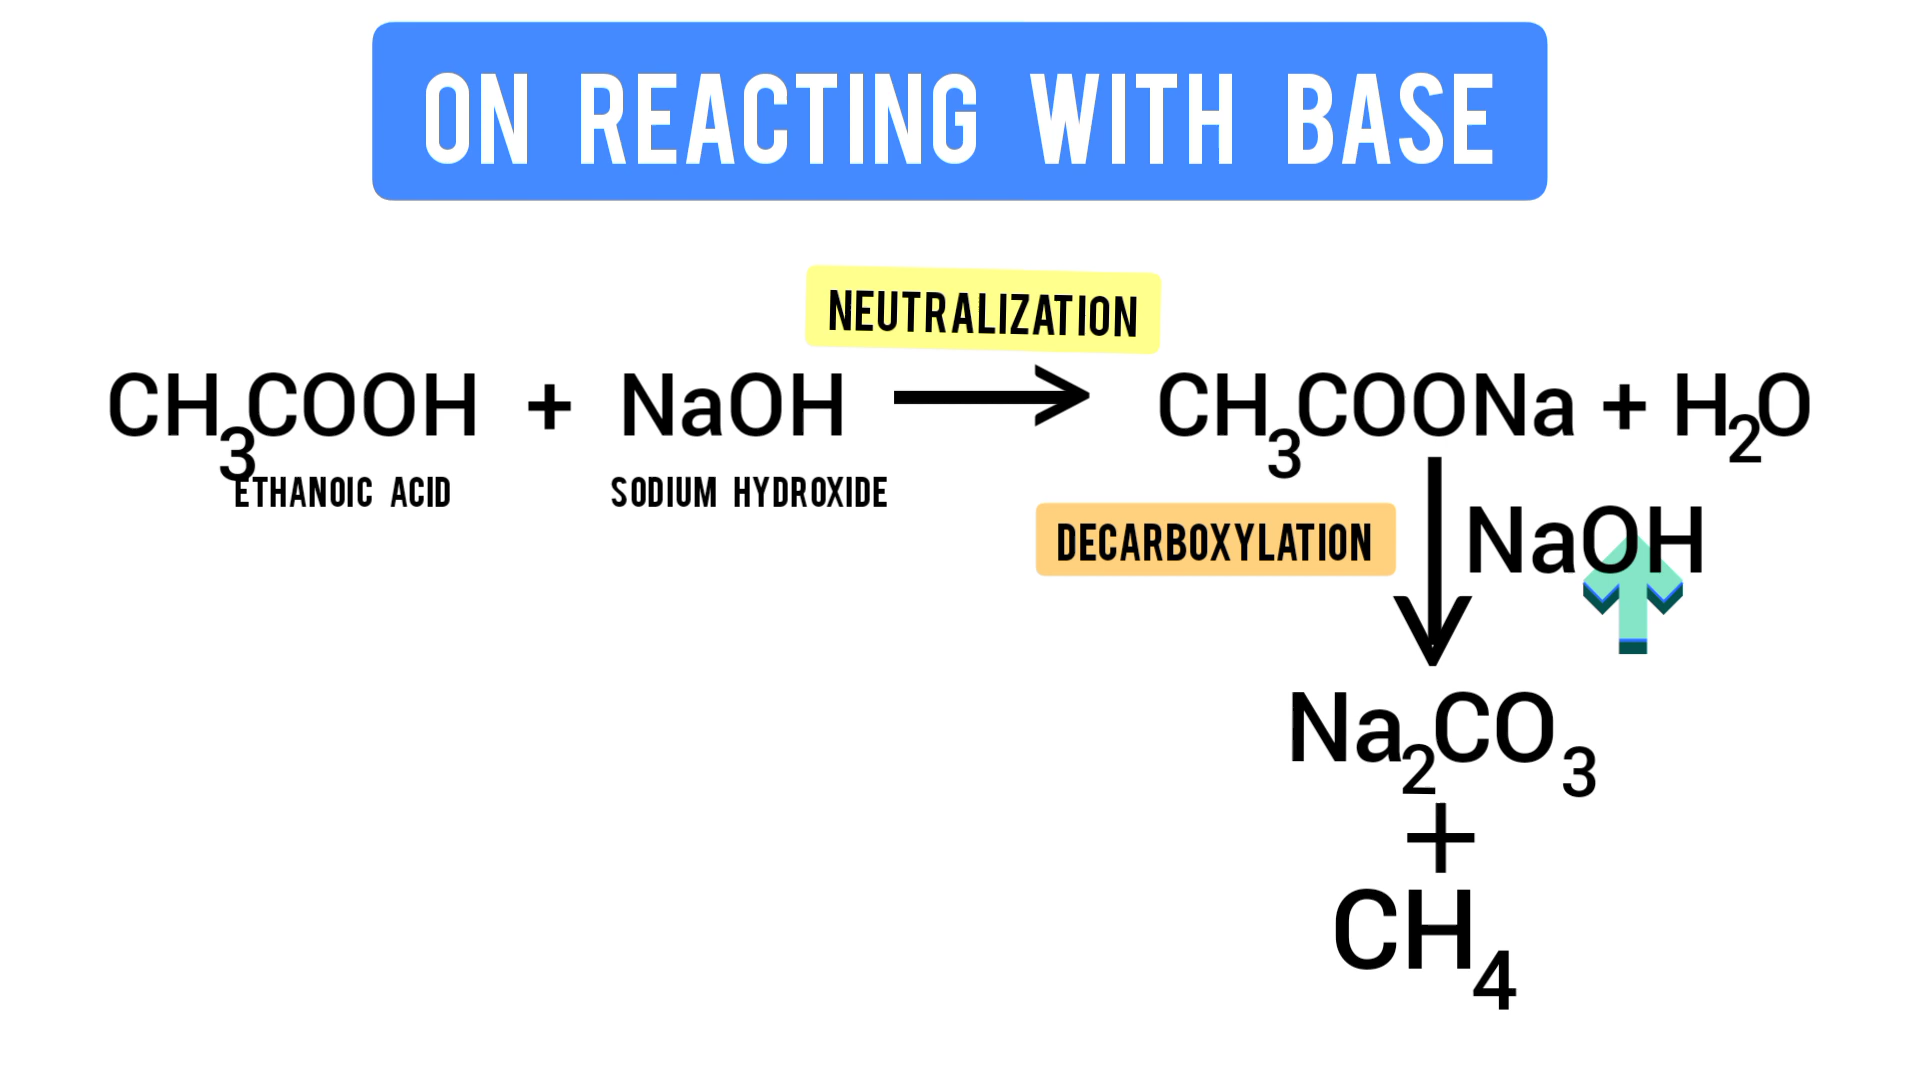 ON REACTING WITH BASE
NEUTRALIZATION
CH₃COOH + NaOH → CH₃COONa + H₂O
ETHANOIC ACID SODIUM HYDROXIDE
DECARBOXYLATION NaOH
Na₂CO₃
+
CH₄